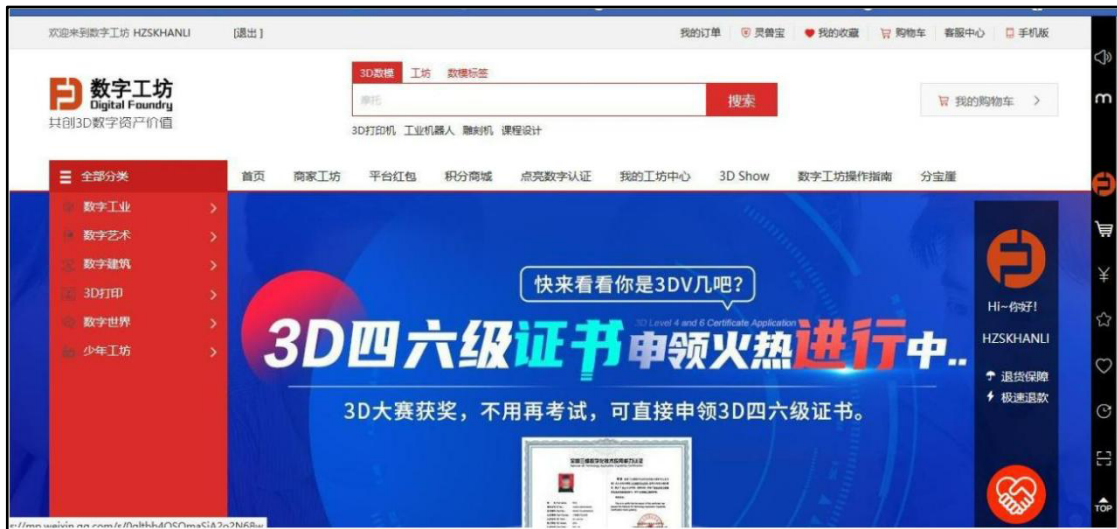 欢迎来到数字工坊 HZSKHANLI [退出 ] 我的订单 灵兽宝 我的收藏 购物车 客服中心 手机版
3D数模 工坊 数模标签
数字工坊
Digital Foundry
共创3D数字资产价值
摩托 搜索
我的购物车 >
3D打印机 工业机器人 雕刻机 课程设计
全部分类 首页 商家工坊 平台红包 积分商城 点亮数字认证 我的工坊中心 3D Show 数字工坊操作指南 分宝崖
数字工业 >
数字艺术 >
数字建筑 >
3D打印 >
数字世界 >
少年工坊 >
快来看看你是3DV几吧?
3D Level 4 and 6 Certificate Application
3D四六级证书申领火热进行中..
3D大赛获奖，不用再考试，可直接申领3D四六级证书。
Hi~你好!
HZSKHANLI
退货保障
极速退款
TOP